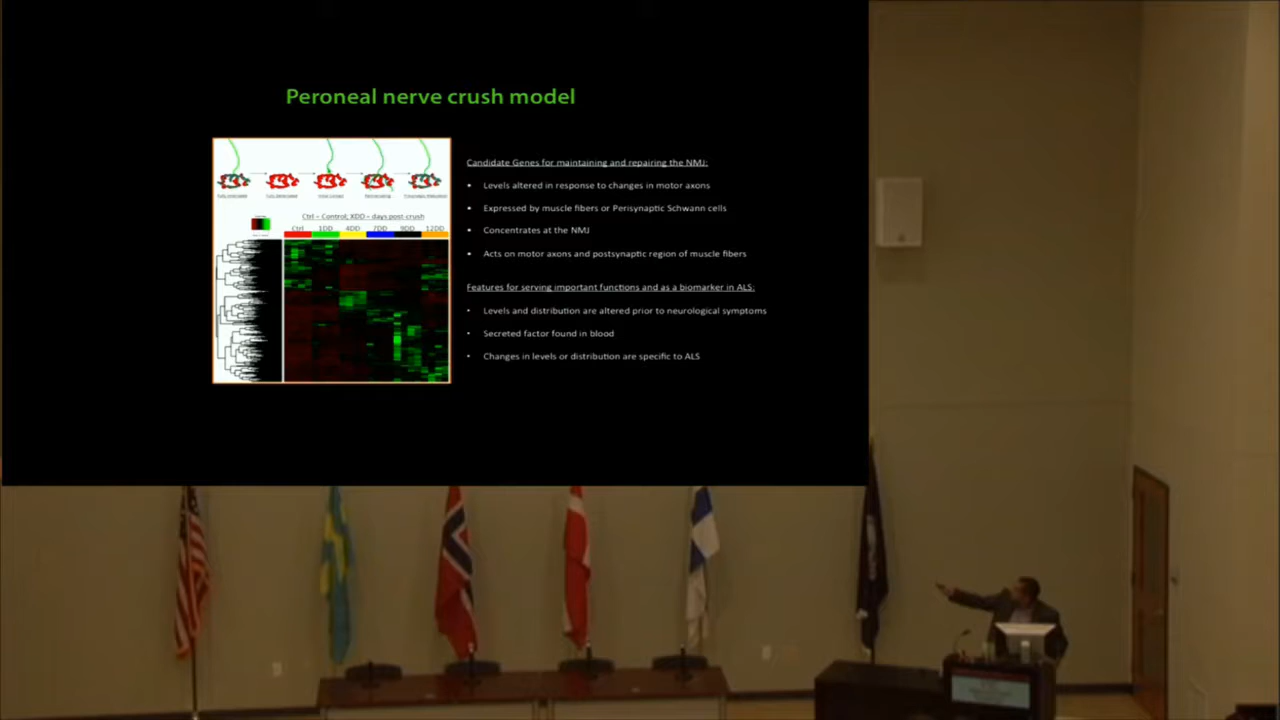 Peroneal nerve crush model
Candidate Genes for maintaining and repairing the NMJ:
• Levels altered in response to changes in motor axons
• Expressed by muscle fibers or Perisynaptic Schwann cells
• Concentrates at the NMJ
• Acts on motor axons and postsynaptic region of muscle fibers
Features for serving important functions and as a biomarker in ALS:
• Levels and distribution are altered prior to neurological symptoms
• Secreted factor found in blood
• Changes in levels or distribution are specific to ALS
Ctrl = Control; XDD = days post crush
Ctrl 1DD 4DD 7DD 9DD 12DD